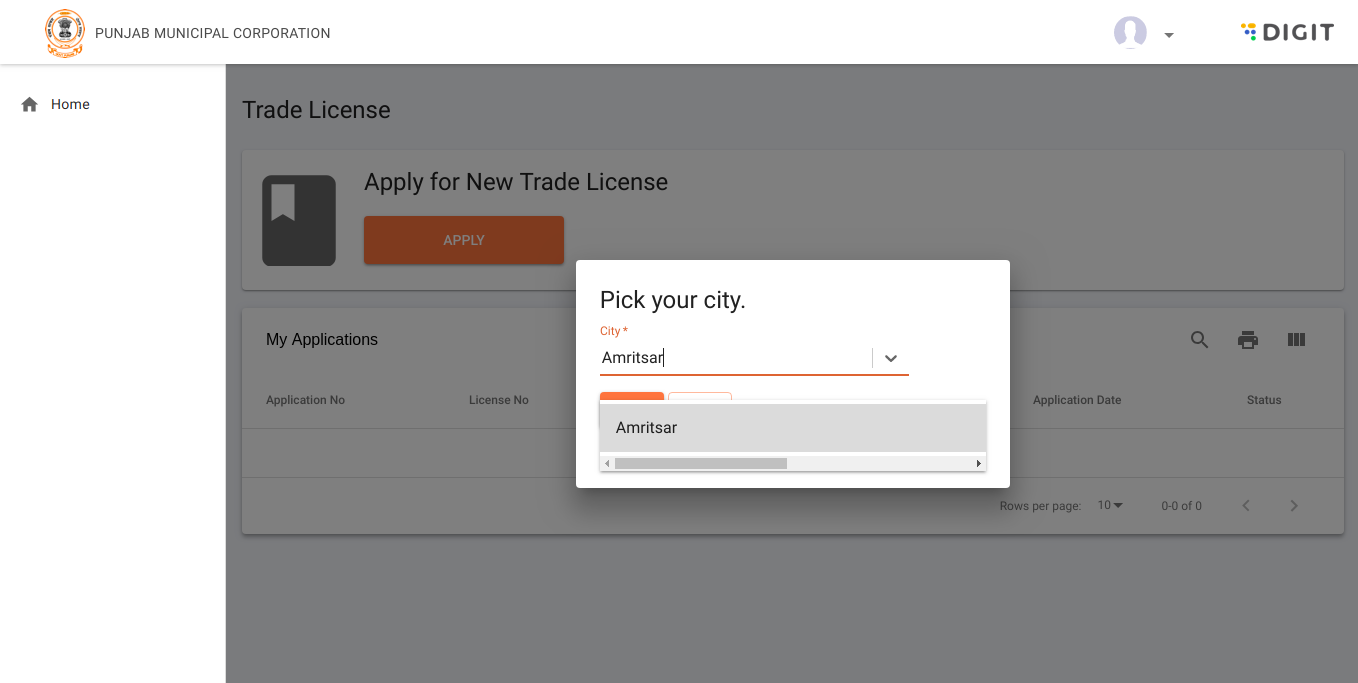 PUNJAB MUNICIPAL CORPORATION
DIGIT
Home
Trade License
Apply for New Trade License
APPLY
Pick your city.
City *
Amritsar
Amritsar
My Applications
Application No
License No
Application Date
Status
Rows per page:
10
0-0 of 0